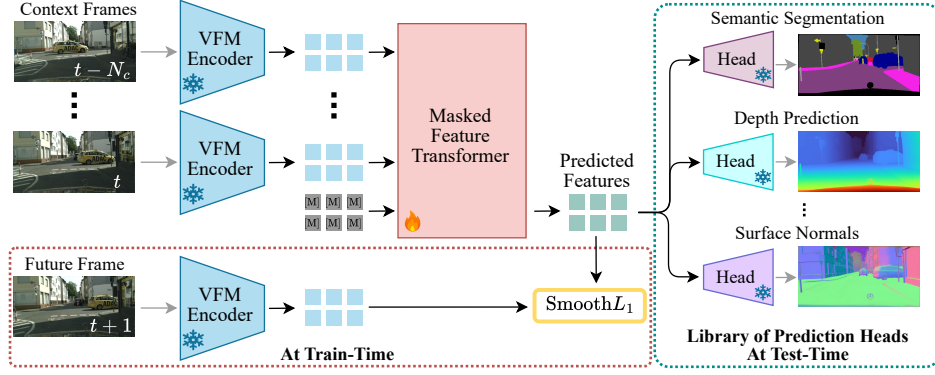 Context Frames
t − N_c
VFM
Encoder
t
VFM
Encoder
[M] [M] [M]
[M] [M] [M]
Masked
Feature
Transformer
Predicted
Features
Future Frame
t + 1
VFM
Encoder
SmoothL₁
At Train-Time
Semantic Segmentation
Head
Depth Prediction
Head
Surface Normals
Head
Library of Prediction Heads
At Test-Time